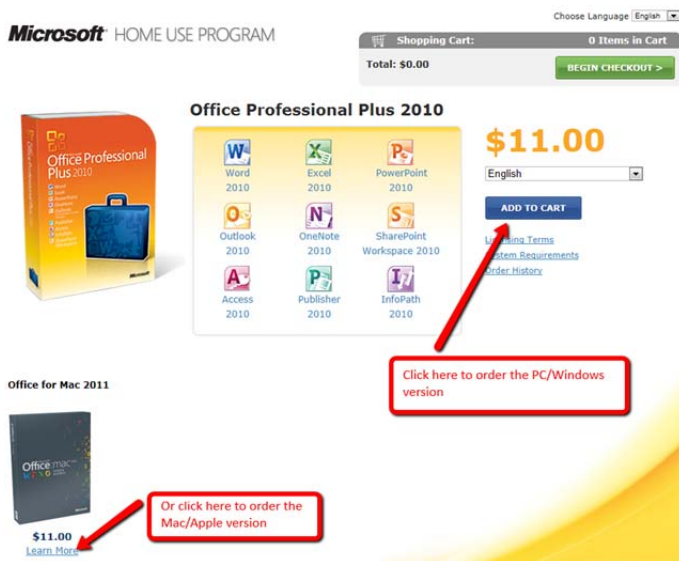 Choose Language English
Microsoft HOME USE PROGRAM
Shopping Cart: 0 Items in Cart
Total: $0.00
BEGIN CHECKOUT >
Office Professional Plus 2010
Office Professional
Plus 2010
Microsoft
Word
2010
Excel
2010
PowerPoint
2010
Outlook
2010
OneNote
2010
SharePoint
Workspace 2010
Access
2010
Publisher
2010
InfoPath
2010
$11.00
English
ADD TO CART
Licensing Terms
System Requirements
Order History
Click here to order the PC/Windows
version
Office for Mac 2011
Office:mac
$11.00
Learn More
Or click here to order the
Mac/Apple version